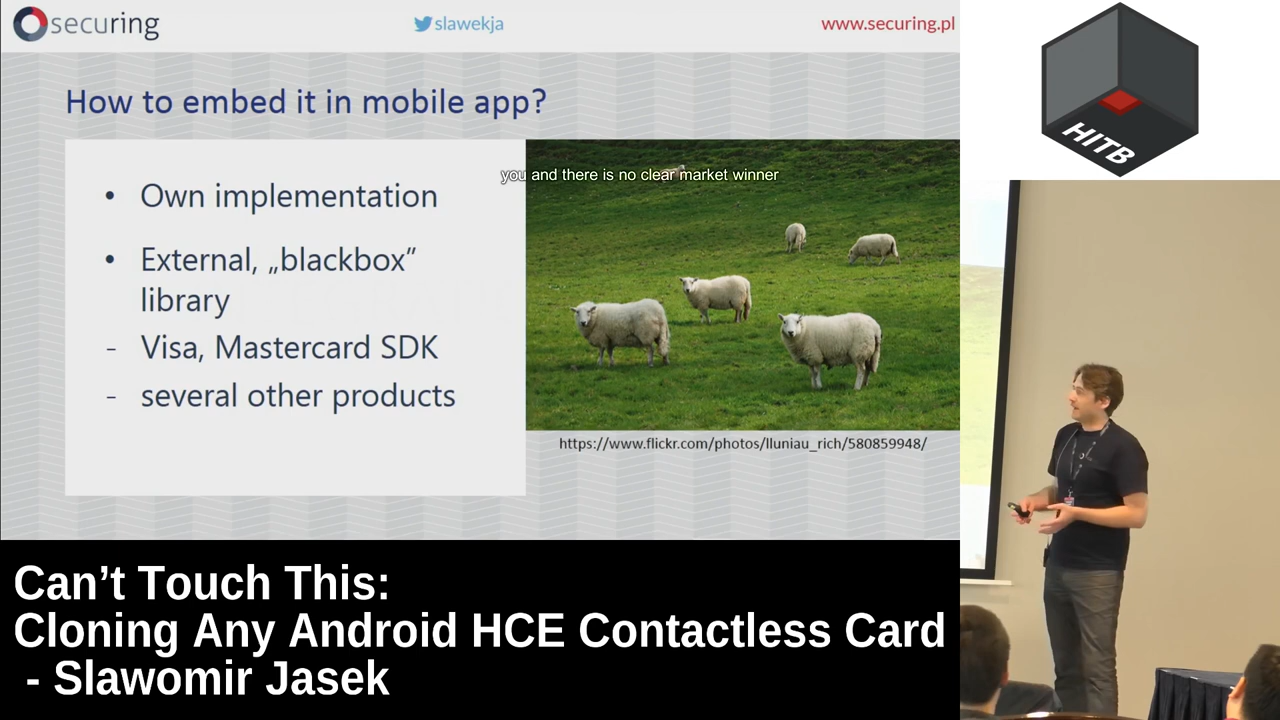 securing
slawekja
www.securing.pl
How to embed it in mobile app?
• Own implementation
• External, „blackbox”
library
- Visa, Mastercard SDK
- several other products
you and there is no clear market winner
https://www.flickr.com/photos/lluniau_rich/580859948/
HITB
Can’t Touch This:
Cloning Any Android HCE Contactless Card
- Slawomir Jasek